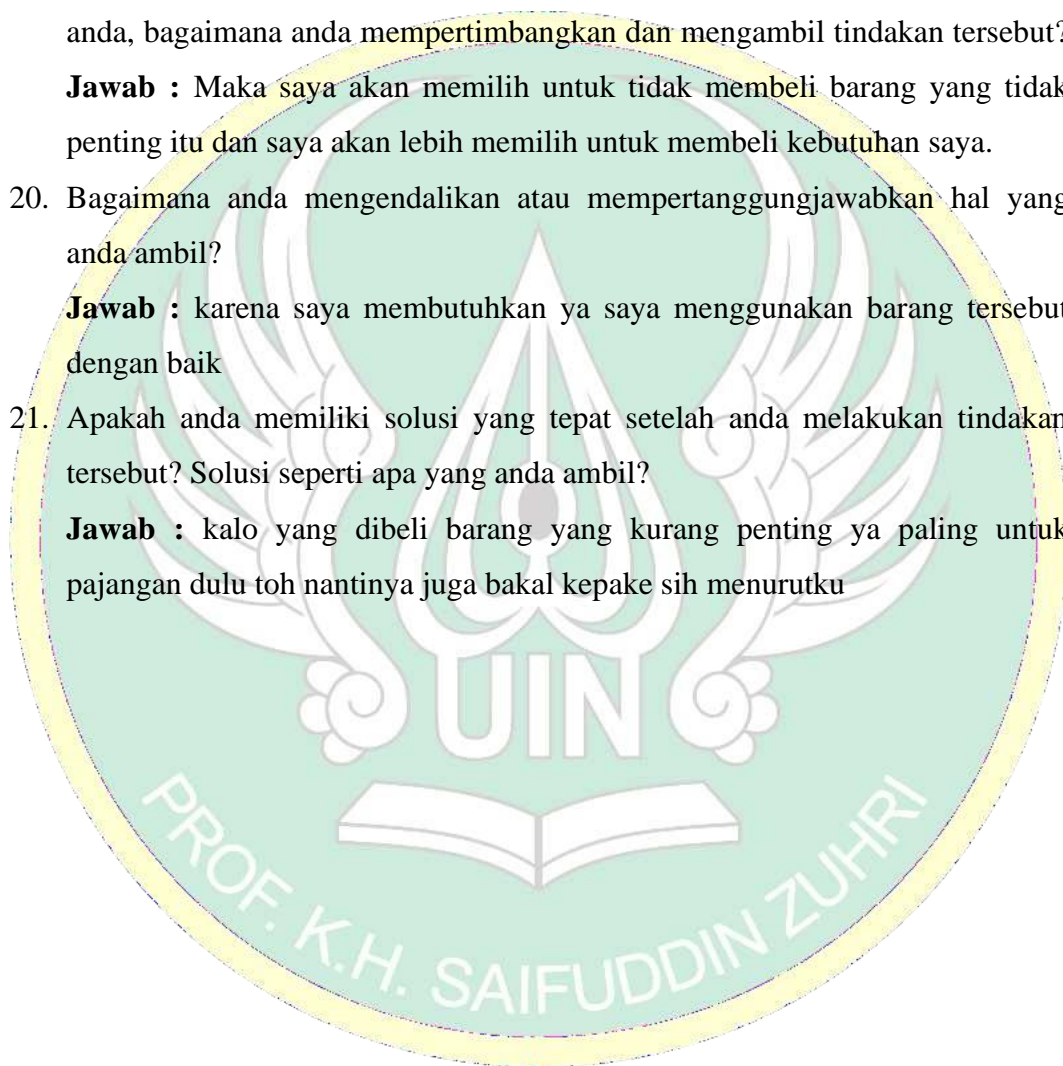 anda, bagaimana anda mempertimbangkan dan mengambil tindakan tersebut?
Jawab : Maka saya akan memilih untuk tidak membeli barang yang tidak
penting itu dan saya akan lebih memilih untuk membeli kebutuhan saya.
20. Bagaimana anda mengendalikan atau mempertanggungjawabkan hal yang
anda ambil?
Jawab : karena saya membutuhkan ya saya menggunakan barang tersebut
dengan baik
21. Apakah anda memiliki solusi yang tepat setelah anda melakukan tindakan
tersebut? Solusi seperti apa yang anda ambil?
Jawab : kalo yang dibeli barang yang kurang penting ya paling untuk
pajangan dulu toh nantinya juga bakal kepake sih menurutku
UIN
PROF. K.H. SAIFUDDIN ZUHRI